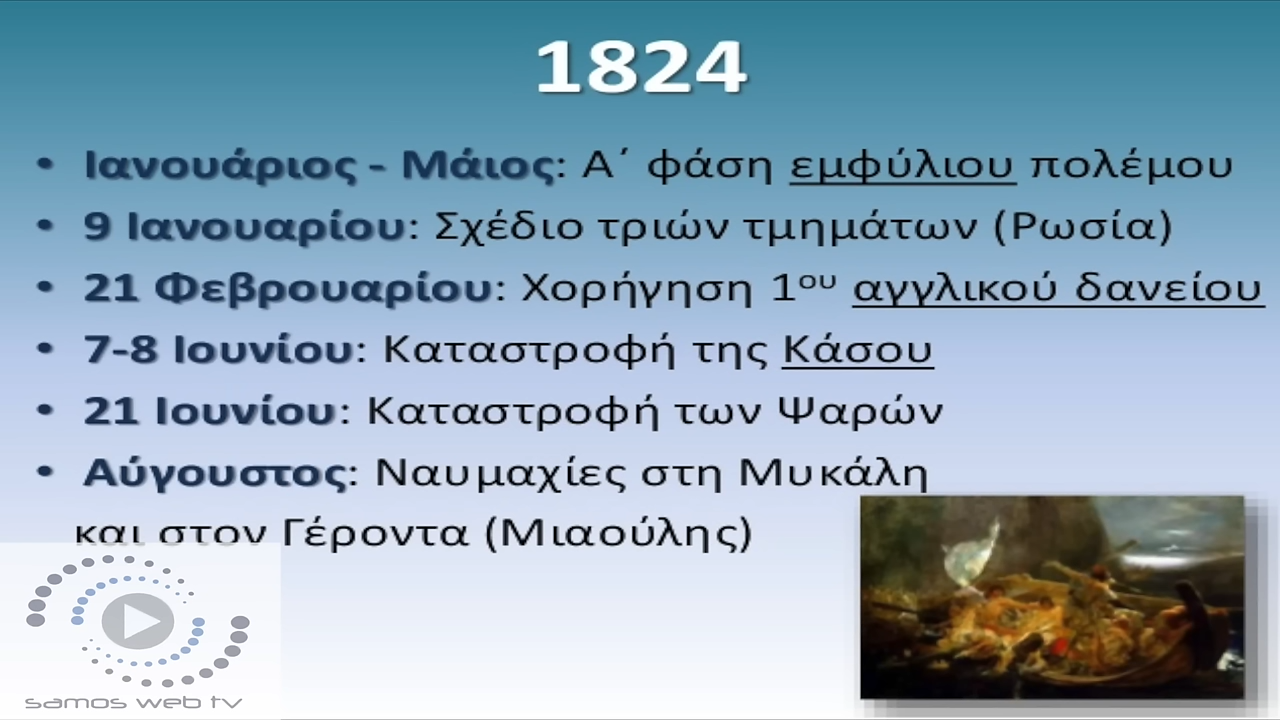 1824
• Ιανουάριος - Μάιος: Α΄ φάση εμφύλιου πολέμου
• 9 Ιανουαρίου: Σχέδιο τριών τμημάτων (Ρωσία)
• 21 Φεβρουαρίου: Χορήγηση 1ου αγγλικού δανείου
• 7-8 Ιουνίου: Καταστροφή της Κάσου
• 21 Ιουνίου: Καταστροφή των Ψαρών
• Αύγουστος: Ναυμαχίες στη Μυκάλη
και στον Γέροντα (Μιαούλης)
samos web tv